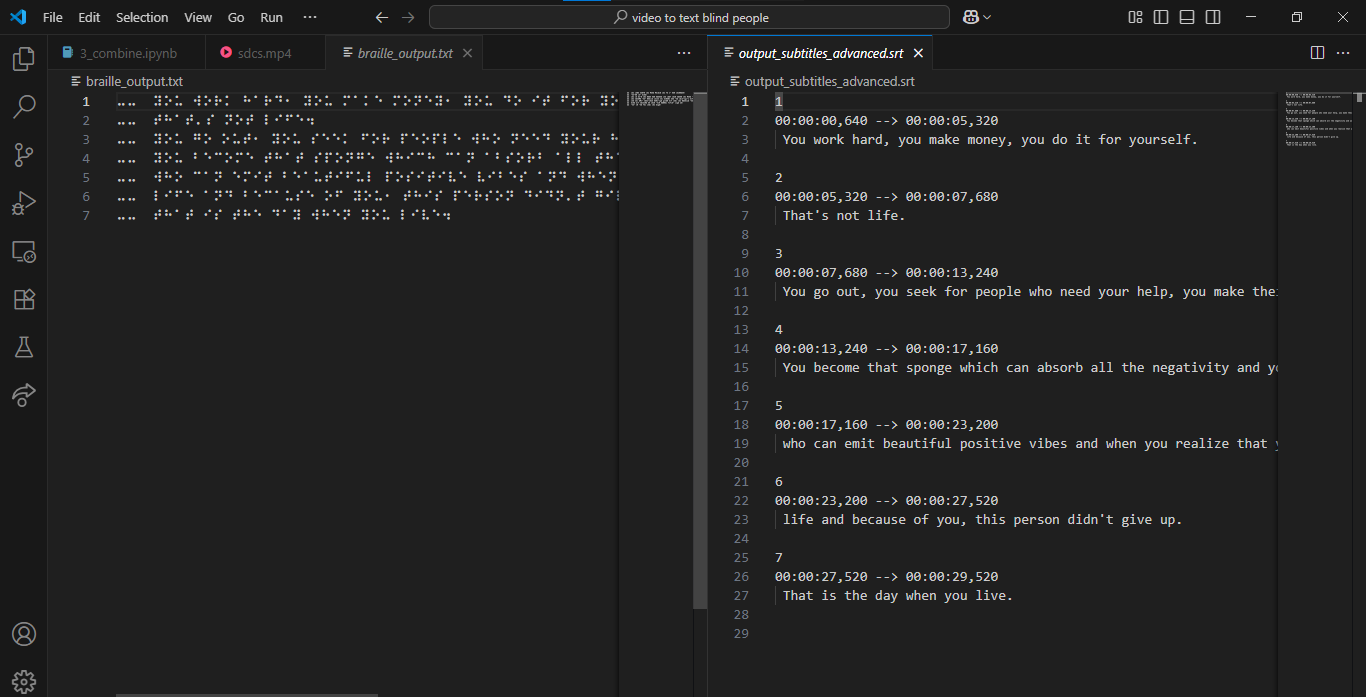 File Edit Selection View Go Run ··· video to text blind people
3_combine.ipynb sdcs.mp4 braille_output.txt
braille_output.txt
1 ⠤⠤ ⠽⠕⠥ ⠺⠕⠗⠅ ⠓⠁⠗⠙⠂ ⠽⠕⠥ ⠍⠁⠅⠑ ⠍⠕⠝⠑⠽⠂ ⠽⠕⠥ ⠙⠕ ⠊⠞ ⠋⠕⠗ ⠽⠕
2 ⠤⠤ ⠞⠓⠁⠞⠄⠎ ⠝⠕⠞ ⠇⠊⠋⠑⠲
3 ⠤⠤ ⠽⠕⠥ ⠛⠕ ⠕⠥⠞⠂ ⠽⠕⠥ ⠎⠑⠑⠅ ⠋⠕⠗ ⠏⠑⠕⠏⠇⠑ ⠺⠓⠕ ⠝⠑⠑⠙ ⠽⠕⠥⠗
4 ⠤⠤ ⠽⠕⠥ ⠃⠑⠉⠕⠍⠑ ⠞⠓⠁⠞ ⠎⠏⠕⠝⠛⠑ ⠺⠓⠊⠉⠓ ⠉⠁⠝ ⠁⠃⠎⠕⠗⠃ ⠁⠇⠇ ⠞⠓
5 ⠤⠤ ⠺⠓⠕ ⠉⠁⠝ ⠑⠍⠊⠞ ⠃⠑⠁⠥⠞⠊⠋⠥⠇ ⠏⠕⠎⠊⠞⠊⠧⠑ ⠧⠊⠃⠑⠎ ⠁⠝⠙ ⠺⠓⠑⠝
6 ⠤⠤ ⠇⠊⠋⠑ ⠁⠝⠙ ⠃⠑⠉⠁⠥⠎⠑ ⠕⠋ ⠽⠕⠥⠂ ⠞⠓⠊⠎ ⠏⠑⠗⠎⠕⠝ ⠙⠊⠙⠝⠄⠞ ⠛⠊
7 ⠤⠤ ⠞⠓⠁⠞ ⠊⠎ ⠞⠓⠑ ⠙⠁⠽ ⠺⠓⠑⠝ ⠽⠕⠥ ⠇⠊⠧⠑⠲
output_subtitles_advanced.srt
output_subtitles_advanced.srt
1 1
2 00:00:00,640 --> 00:00:05,320
3 You work hard, you make money, you do it for yourself.
4
5 2
6 00:00:05,320 --> 00:00:07,680
7 That's not life.
8
9 3
10 00:00:07,680 --> 00:00:13,240
11 You go out, you seek for people who need your help, you make the
12
13 4
14 00:00:13,240 --> 00:00:17,160
15 You become that sponge which can absorb all the negativity and y
16
17 5
18 00:00:17,160 --> 00:00:23,200
19 who can emit beautiful positive vibes and when you realize that
20
21 6
22 00:00:23,200 --> 00:00:27,520
23 life and because of you, this person didn't give up.
24
25 7
26 00:00:27,520 --> 00:00:29,520
27 That is the day when you live.
28
29